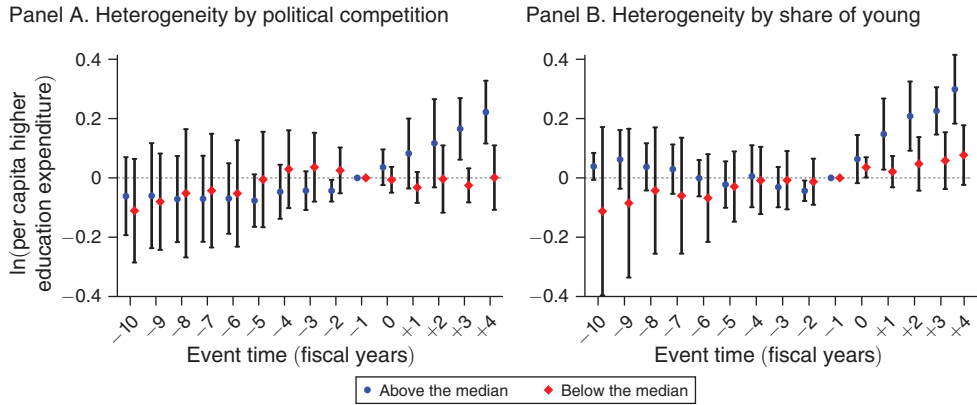 Panel A. Heterogeneity by political competition
Panel B. Heterogeneity by share of young
ln(per capita higher
education expenditure)
0.4
0.2
0
−0.2
−0.4
−10 −9 −8 −7 −6 −5 −4 −3 −2 −1 0 +1 +2 +3 +4
Event time (fiscal years)
0.4
0.2
0
−0.2
−0.4
−10 −9 −8 −7 −6 −5 −4 −3 −2 −1 0 +1 +2 +3 +4
Event time (fiscal years)
Above the median
Below the median